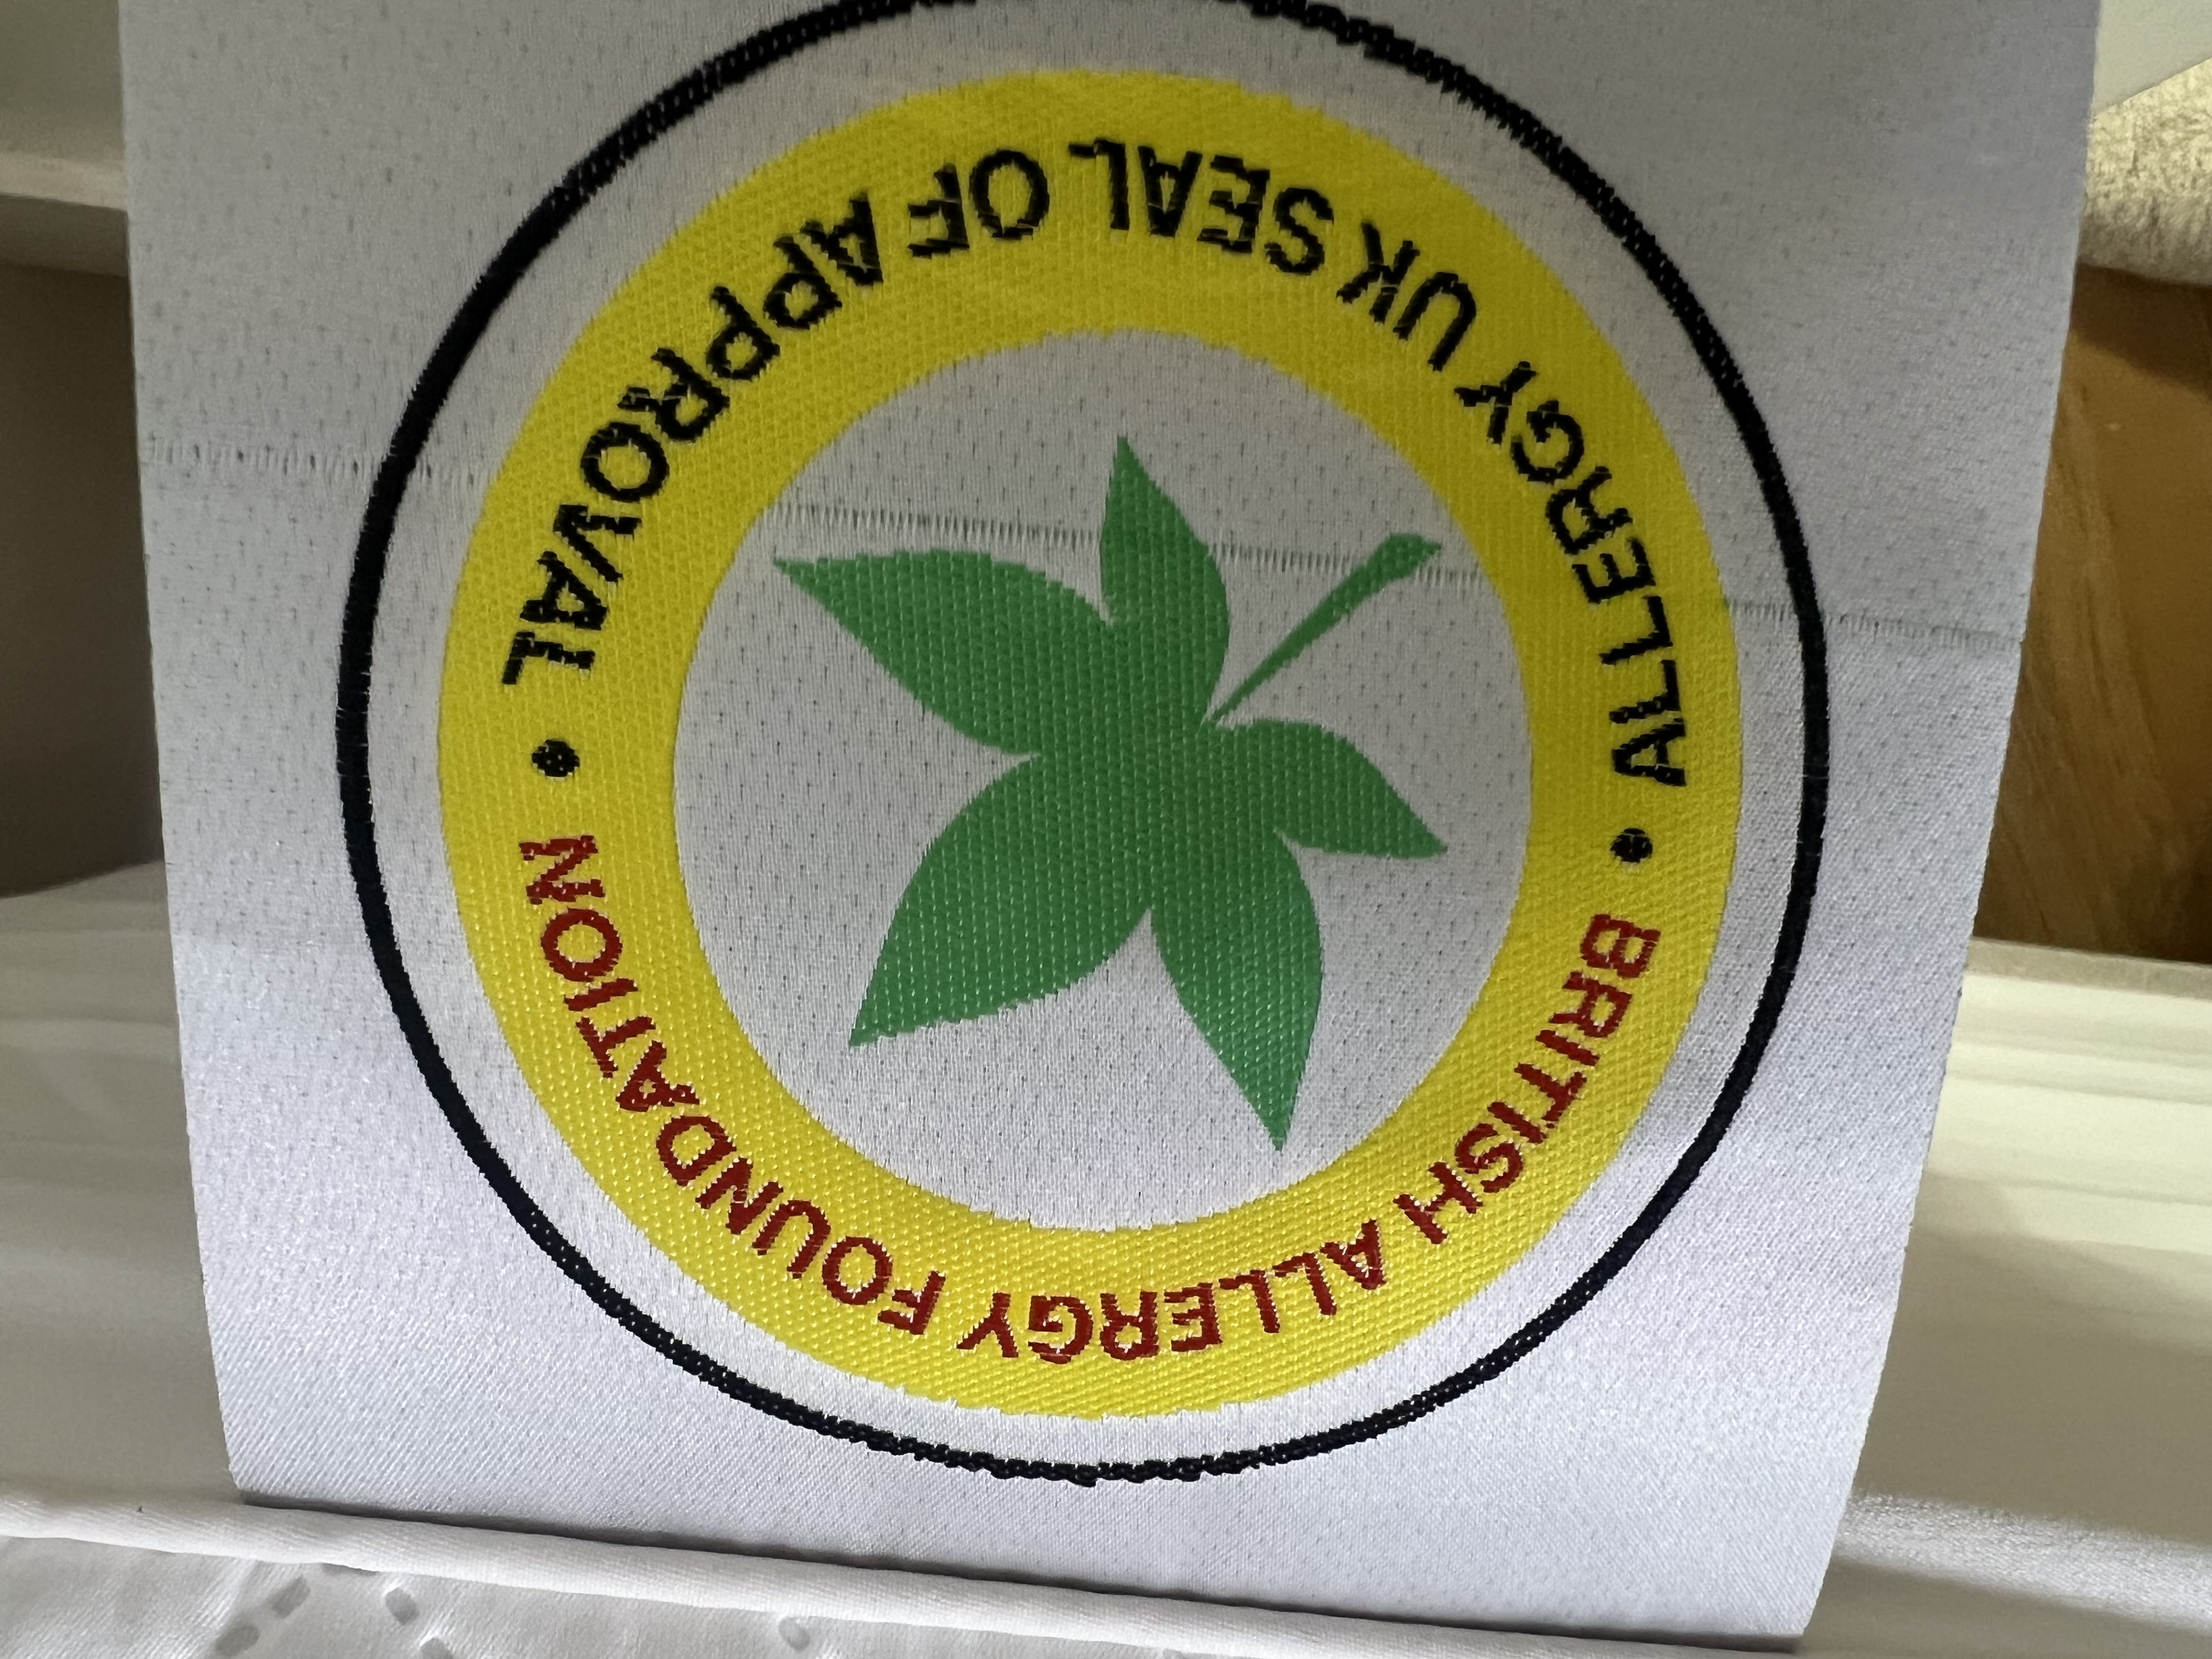 BRITISH ALLERGY FOUNDATION
ALLERGY UK SEAL OF APPROVAL